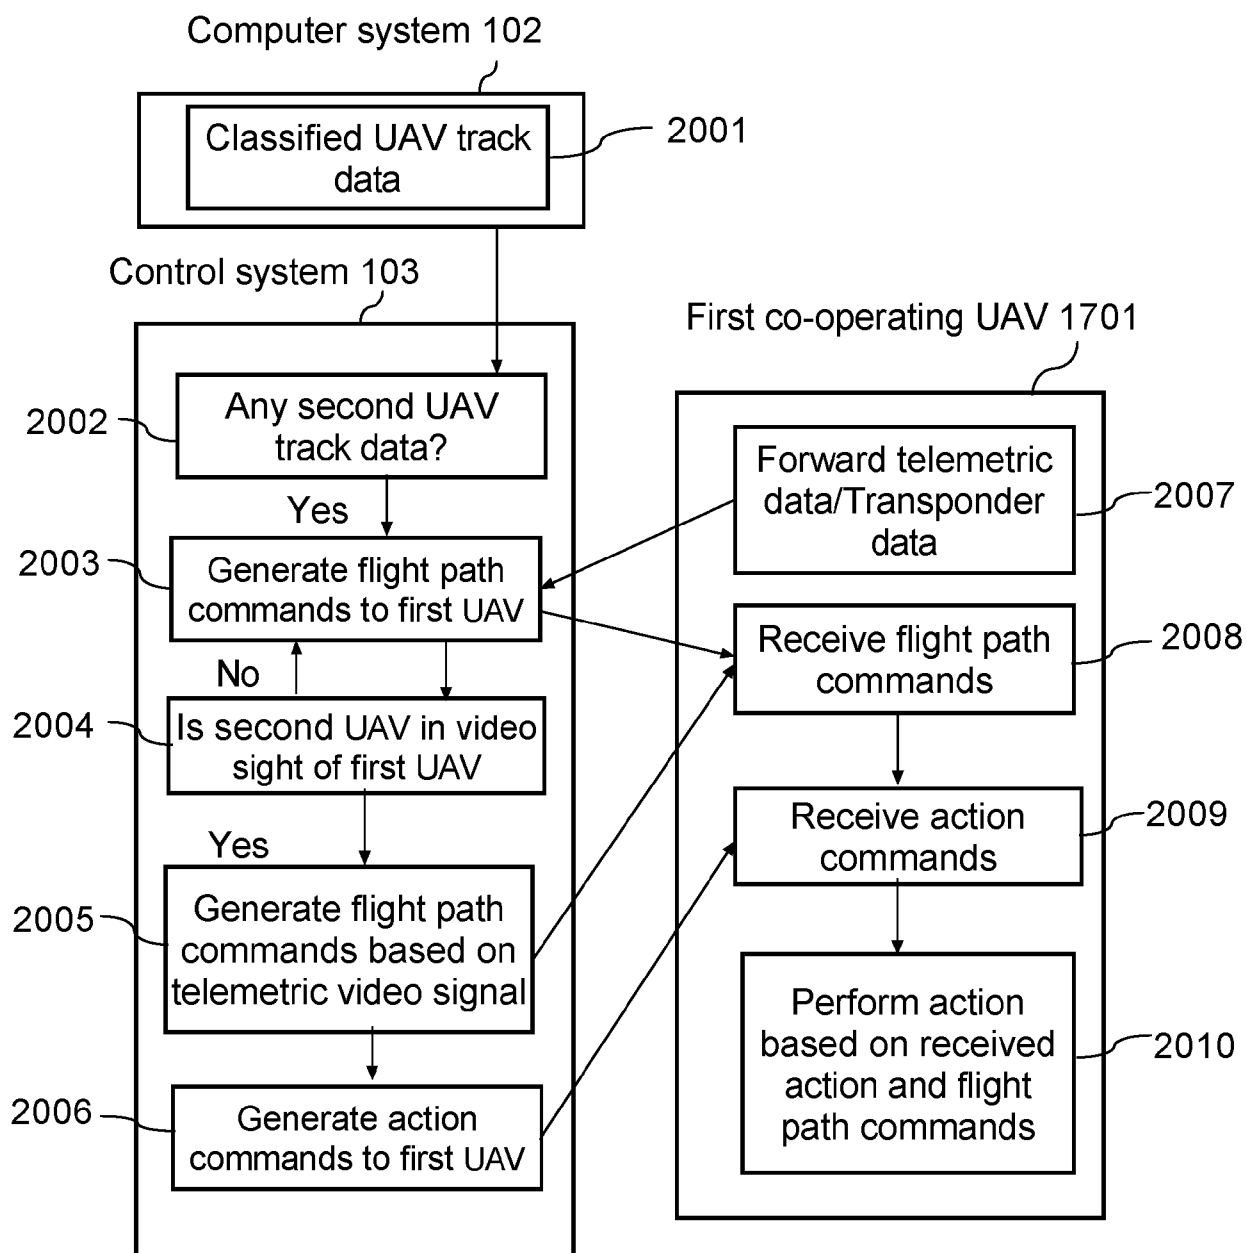 Computer system 102
Classified UAV track
data
2001
Control system 103
First co-operating UAV 1701
Any second UAV
track data?
2002
Yes
Generate flight path
commands to first UAV
2003
No
Is second UAV in video
sight of first UAV
2004
Yes
Generate flight path
commands based on
telemetric video signal
2005
Generate action
commands to first UAV
2006
Forward telemetric
data/Transponder
data
2007
Receive flight path
commands
2008
Receive action
commands
2009
Perform action
based on received
action and flight
path commands
2010